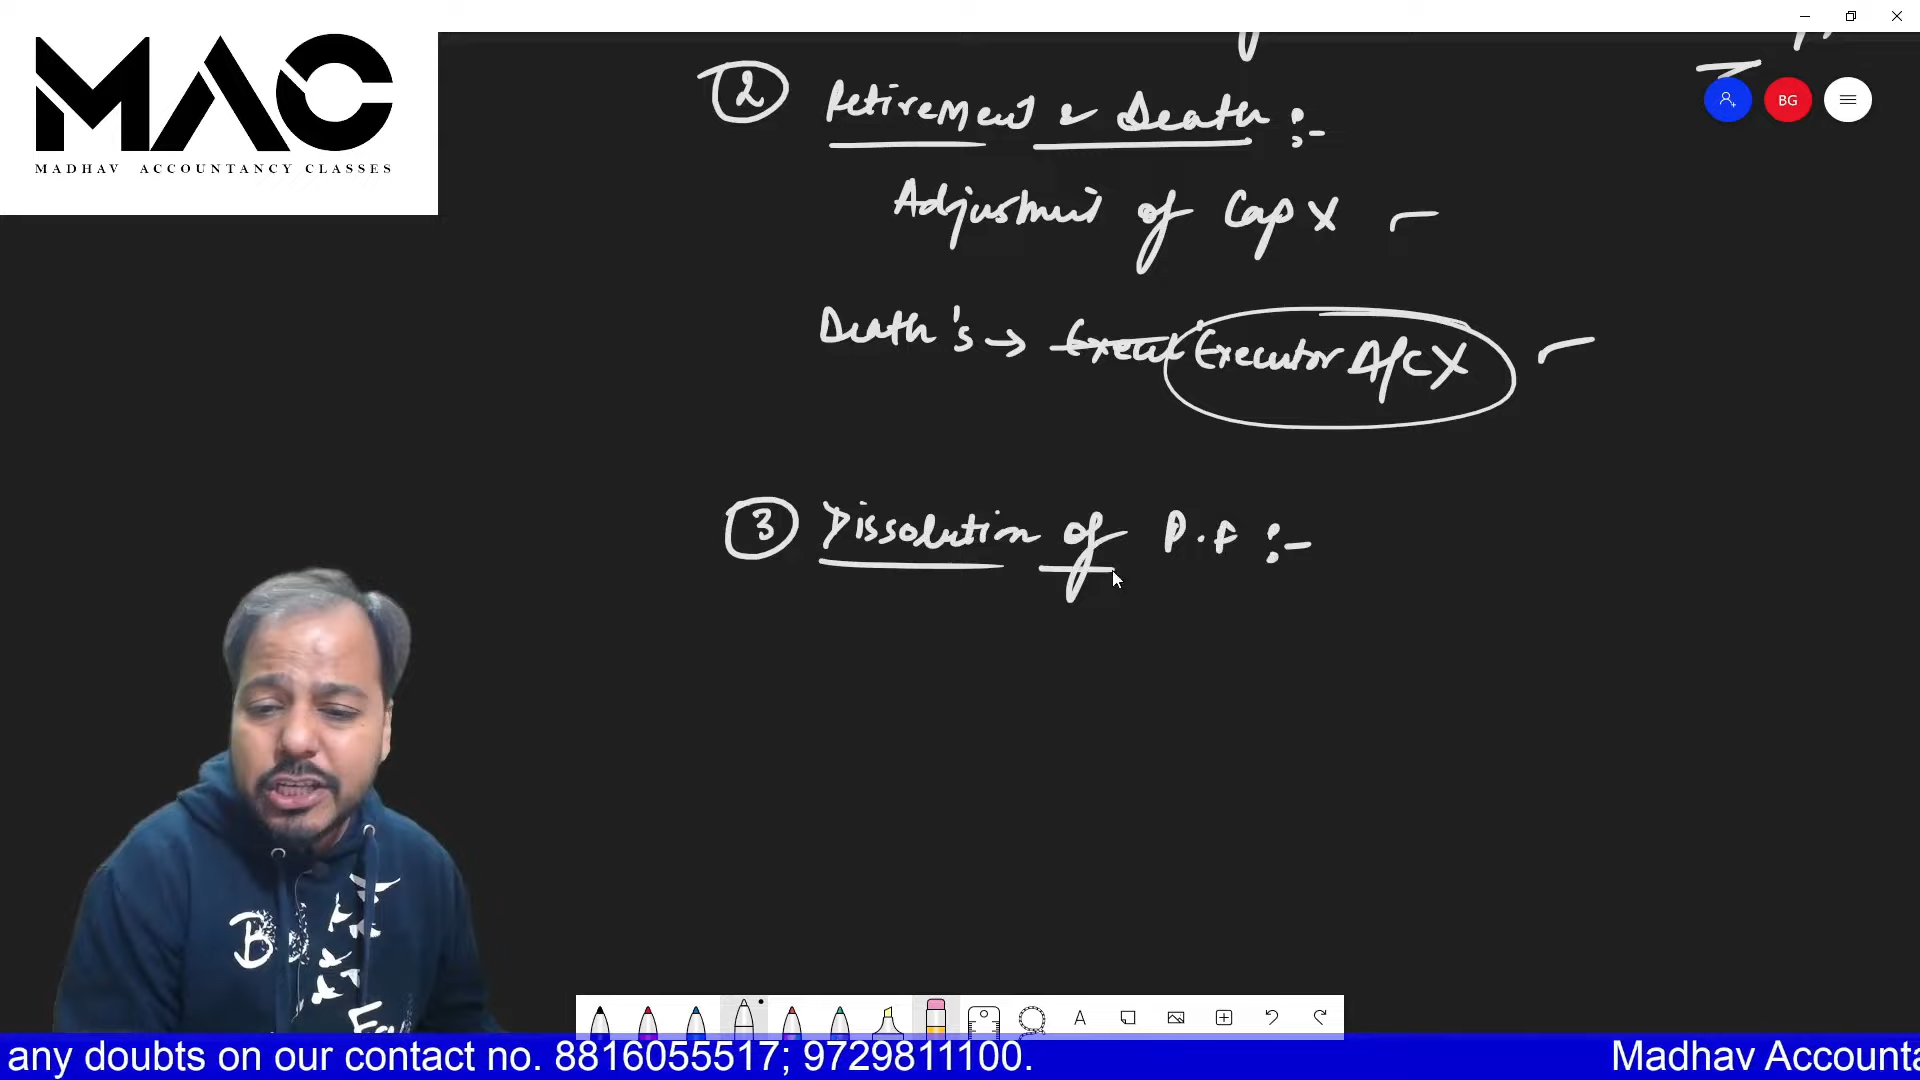 MAC
MADHAV ACCOUNTANCY CLASSES
BG
② Retirement & Death :-
Adjustment of Cap X
Death's → Execut Executor A/c X
③ Dissolution of P.F :-
A
any doubts on our contact no. 8816055517; 9729811100.
Madhav Accounta